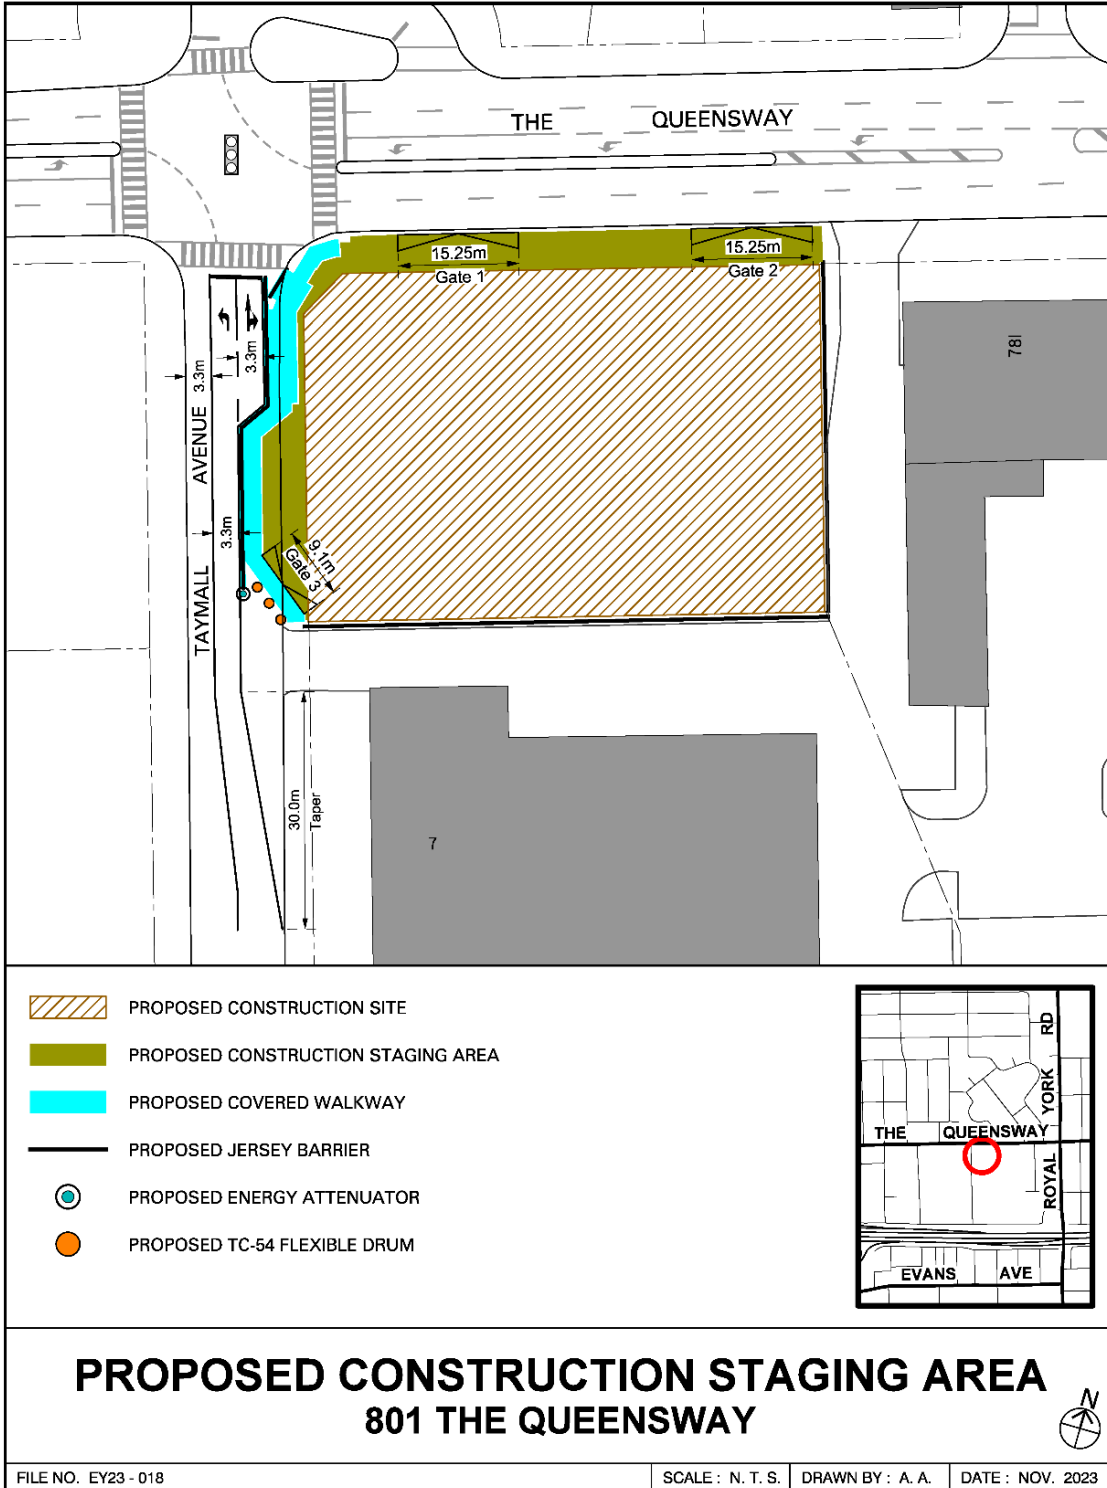 THE QUEENSWAY
15.25m
Gate 1
15.25m
Gate 2
781
3.3m
3.3m
TAYMALL AVENUE
3.3m
9.1m
Gate 3
30.0m
Taper
7
PROPOSED CONSTRUCTION SITE
PROPOSED CONSTRUCTION STAGING AREA
PROPOSED COVERED WALKWAY
PROPOSED JERSEY BARRIER
PROPOSED ENERGY ATTENUATOR
PROPOSED TC-54 FLEXIBLE DRUM
THE QUEENSWAY
ROYAL YORK RD
EVANS AVE
PROPOSED CONSTRUCTION STAGING AREA
801 THE QUEENSWAY
N
FILE NO. EY23 - 018
SCALE : N. T. S.
DRAWN BY : A. A.
DATE : NOV. 2023